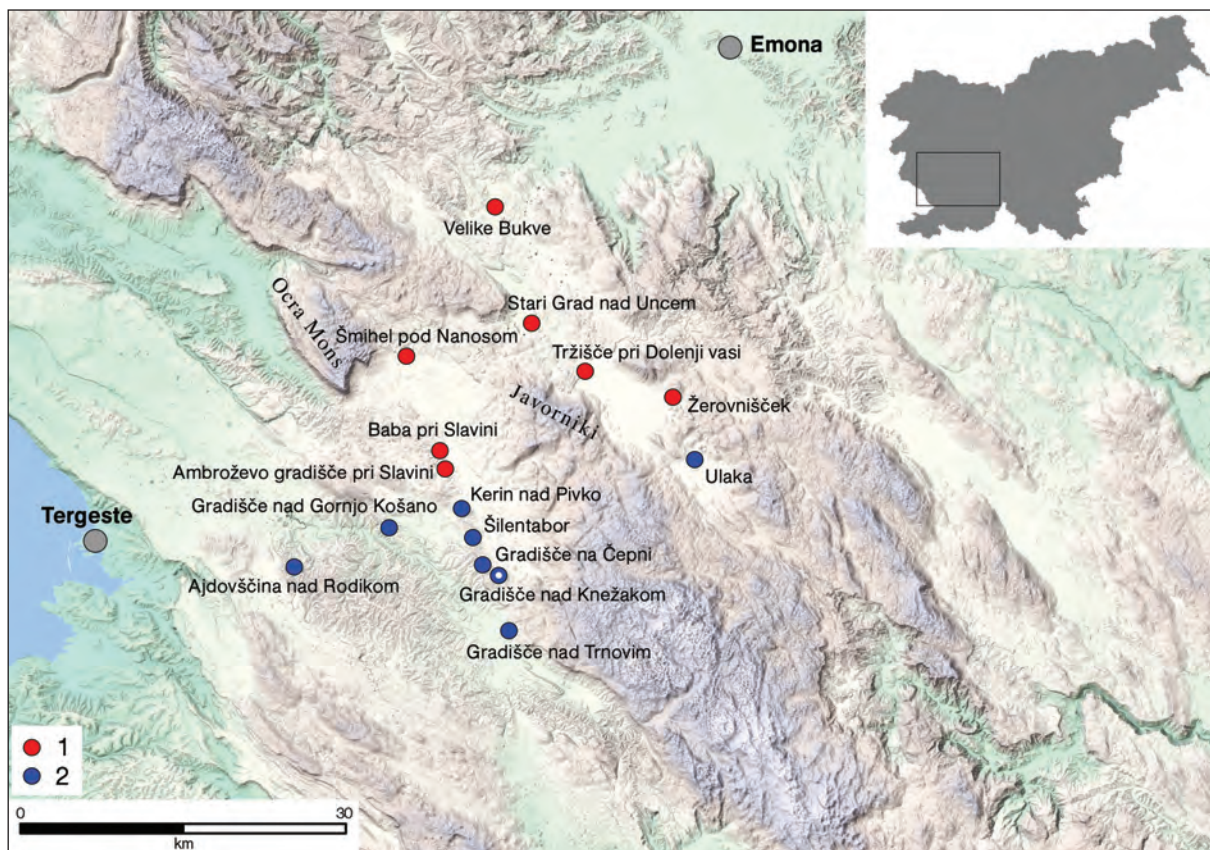 Emona
Velike Bukve
Ocra Mons
Stari Grad nad Uncem
Šmihel pod Nanosom
Tržišče pri Dolenji vasi
Javorniki
Žerovnišček
Baba pri Slavini
Ambroževo gradišče pri Slavini
Ulaka
Kerin nad Pivko
Gradišče nad Gornjo Košano
Šilentabor
Tergeste
Gradišče na Čepni
Ajdovščina nad Rodikom
Gradišče nad Knežakom
Gradišče nad Trnovim
1
2
0 30
km